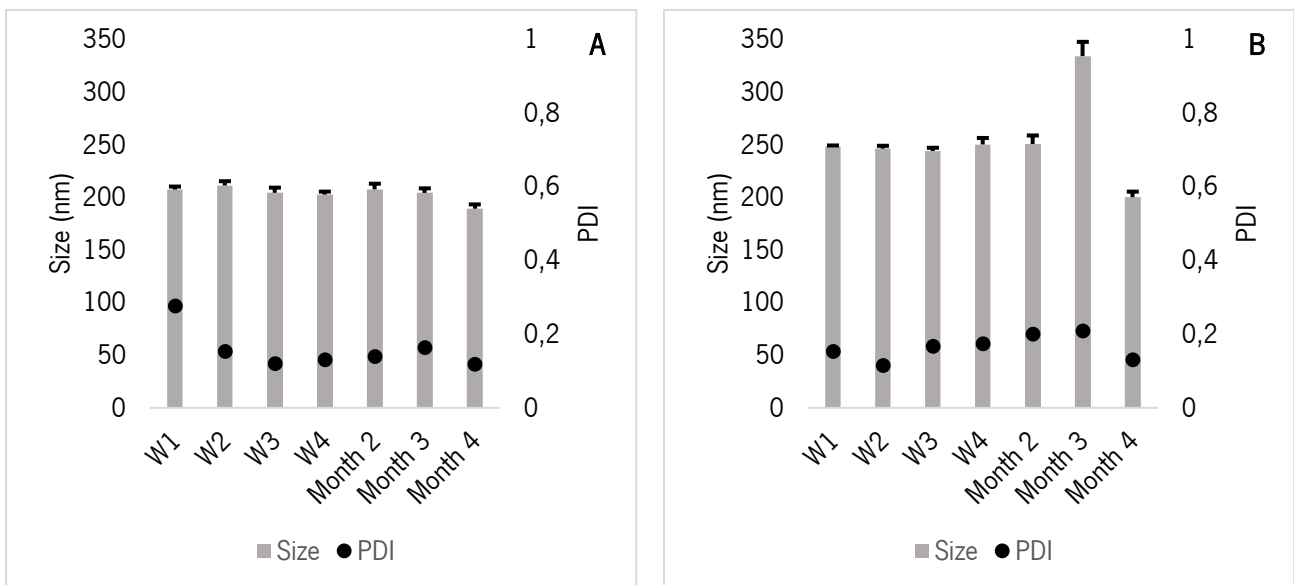 A
350
300
250
200
150
100
50
0
Size (nm)
1
0,8
0,6
0,4
0,2
0
PDI
W1
W2
W3
W4
Month 2
Month 3
Month 4
Size PDI
B
350
300
250
200
150
100
50
0
Size (nm)
1
0,8
0,6
0,4
0,2
0
PDI
W1
W2
W3
W4
Month 2
Month 3
Month 4
Size PDI